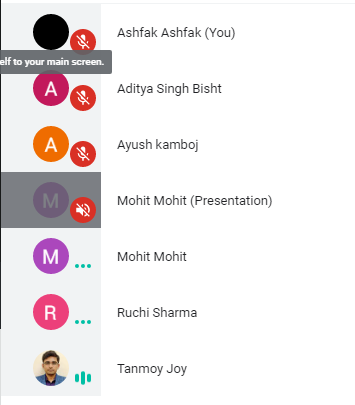 Ashfak Ashfak (You)
elf to your main screen.
A
Aditya Singh Bisht
A
Ayush kamboj
M
Mohit Mohit (Presentation)
M
Mohit Mohit
R
Ruchi Sharma
Tanmoy Joy